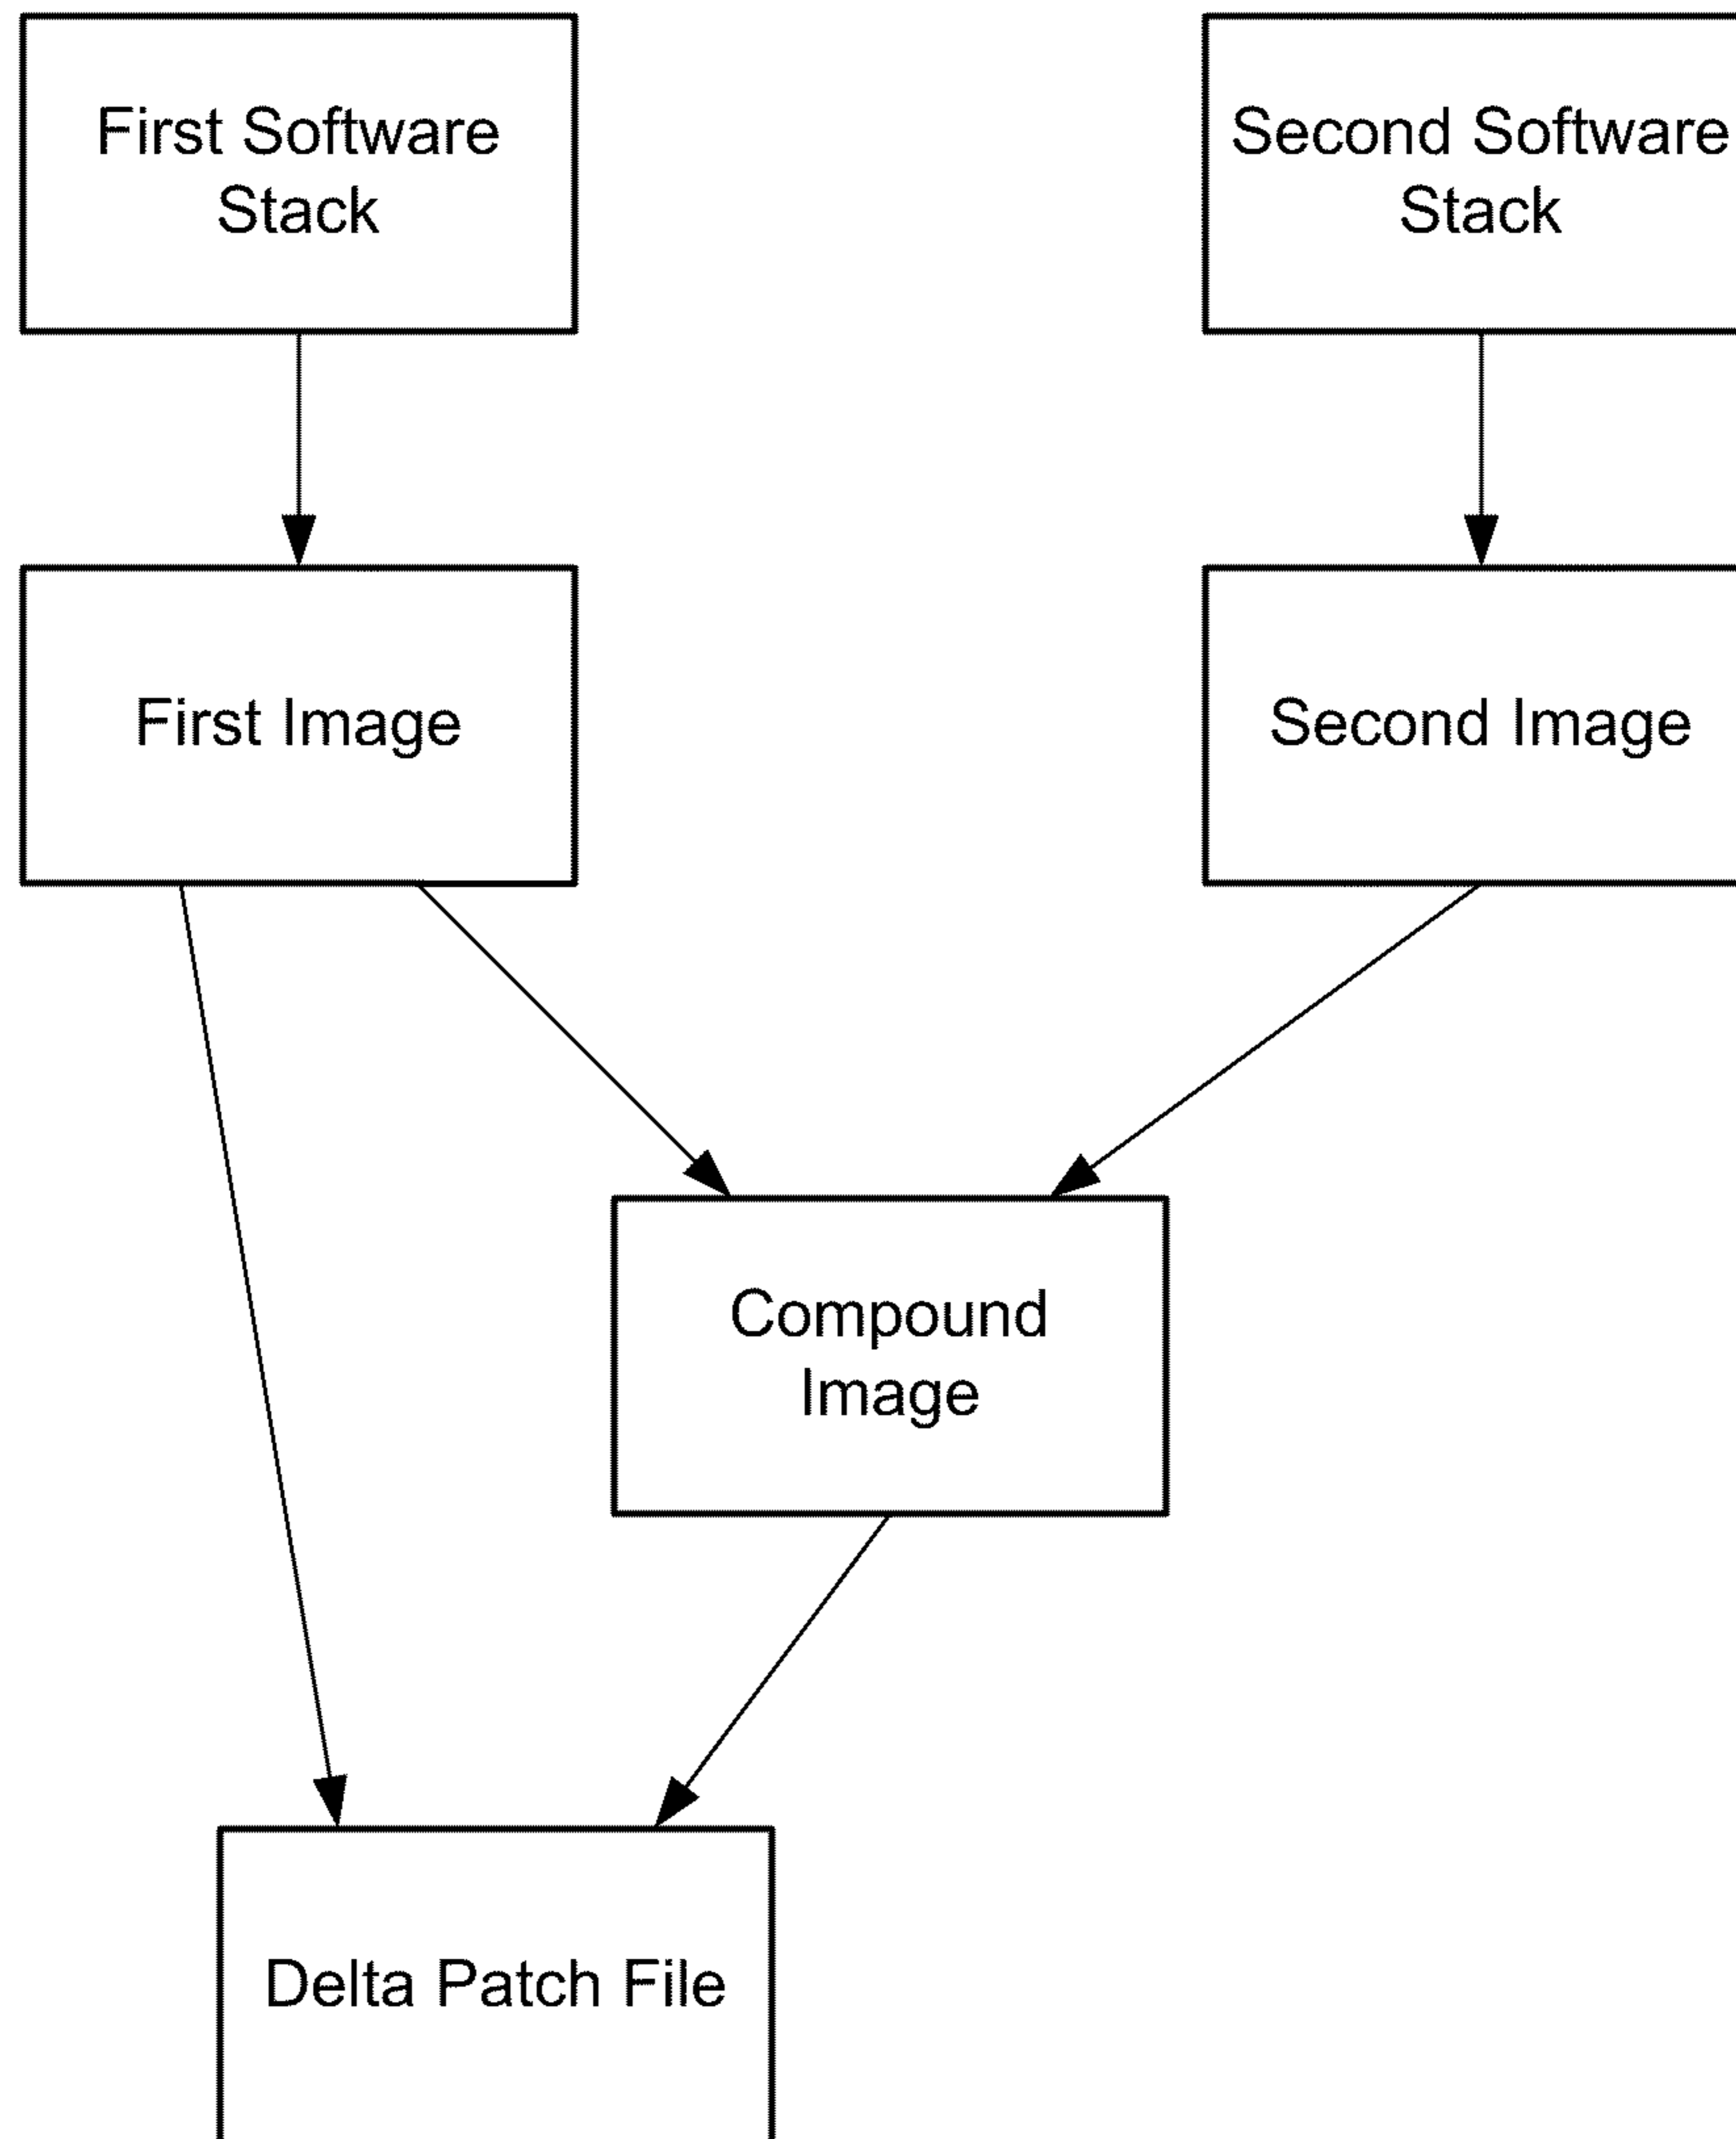 First Software
Stack
Second Software
Stack
First Image
Second Image
Compound
Image
Delta Patch File